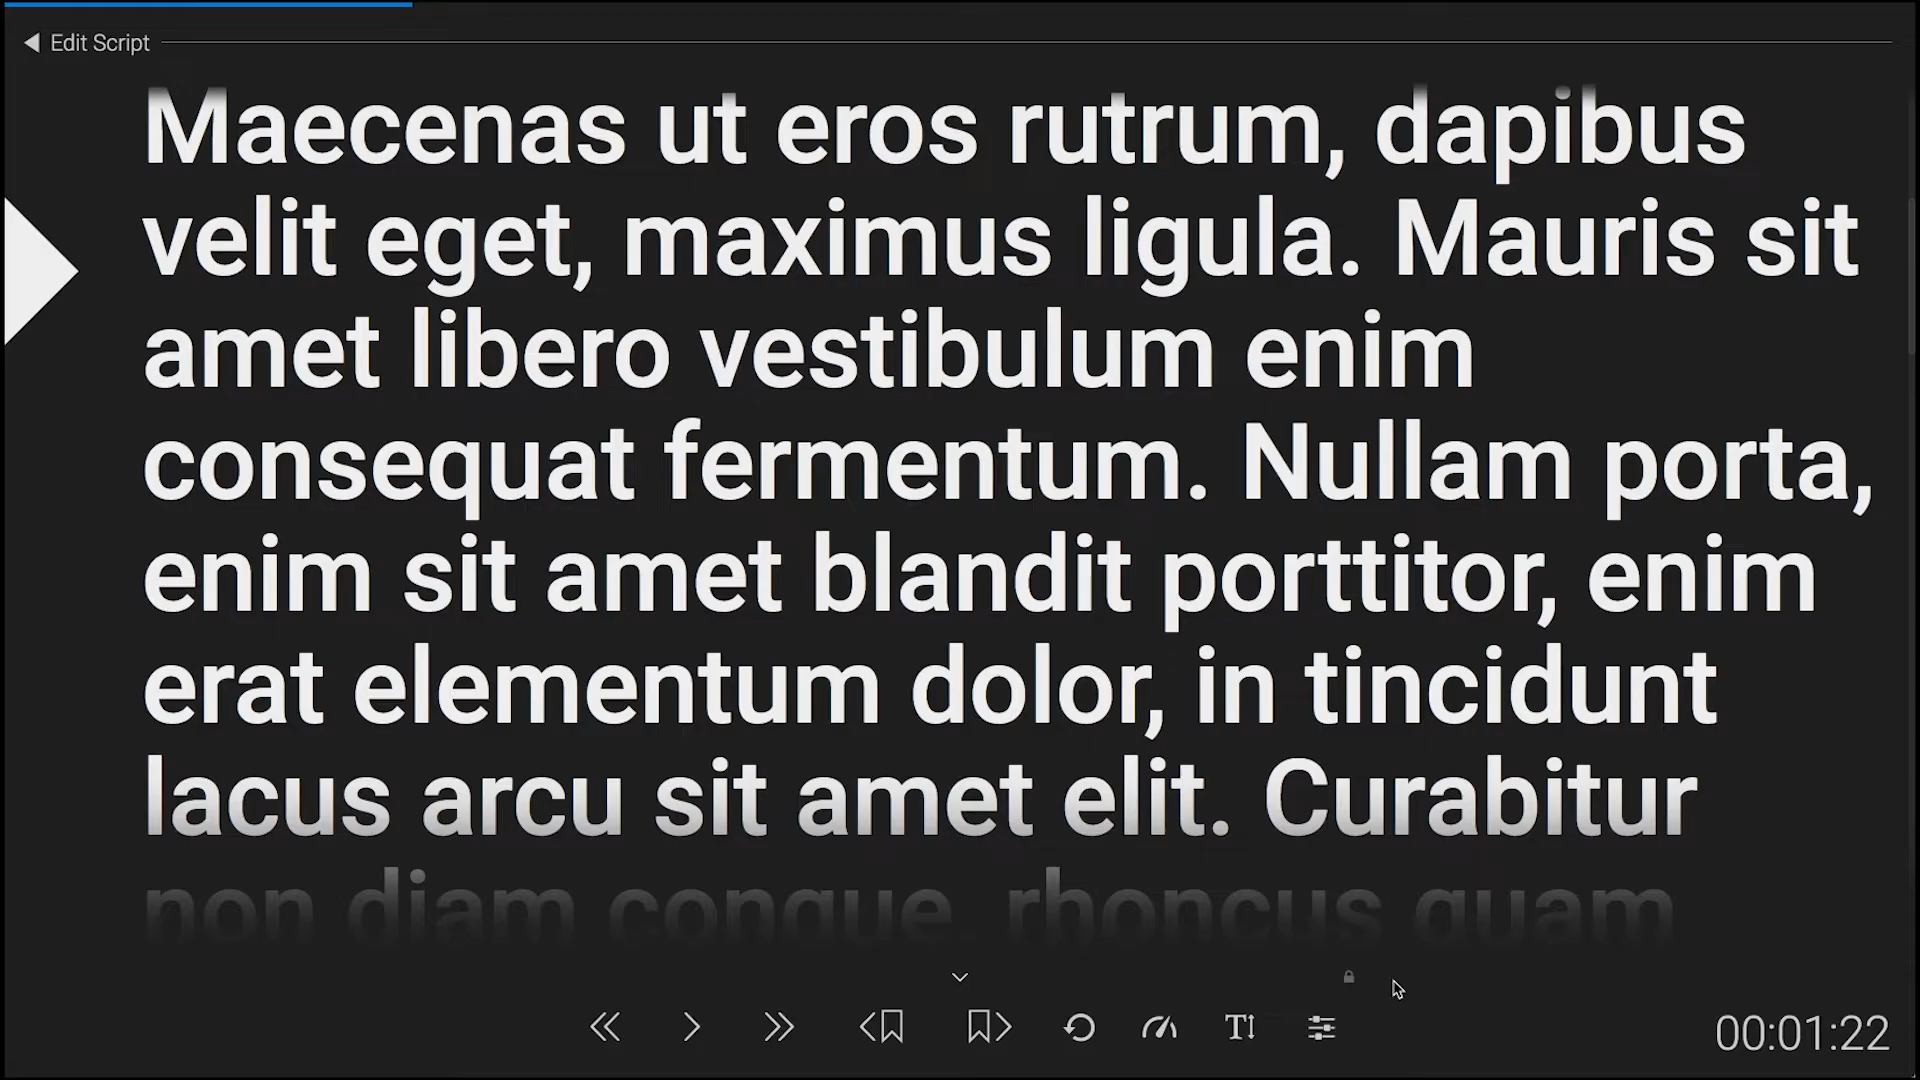 Edit Script
Maecenas ut eros rutrum, dapibus
velit eget, maximus ligula. Mauris sit
amet libero vestibulum enim
consequat fermentum. Nullam porta,
enim sit amet blandit porttitor, enim
erat elementum dolor, in tincidunt
lacus arcu sit amet elit. Curabitur
non diam congue, rhoncus quam
00:01:22